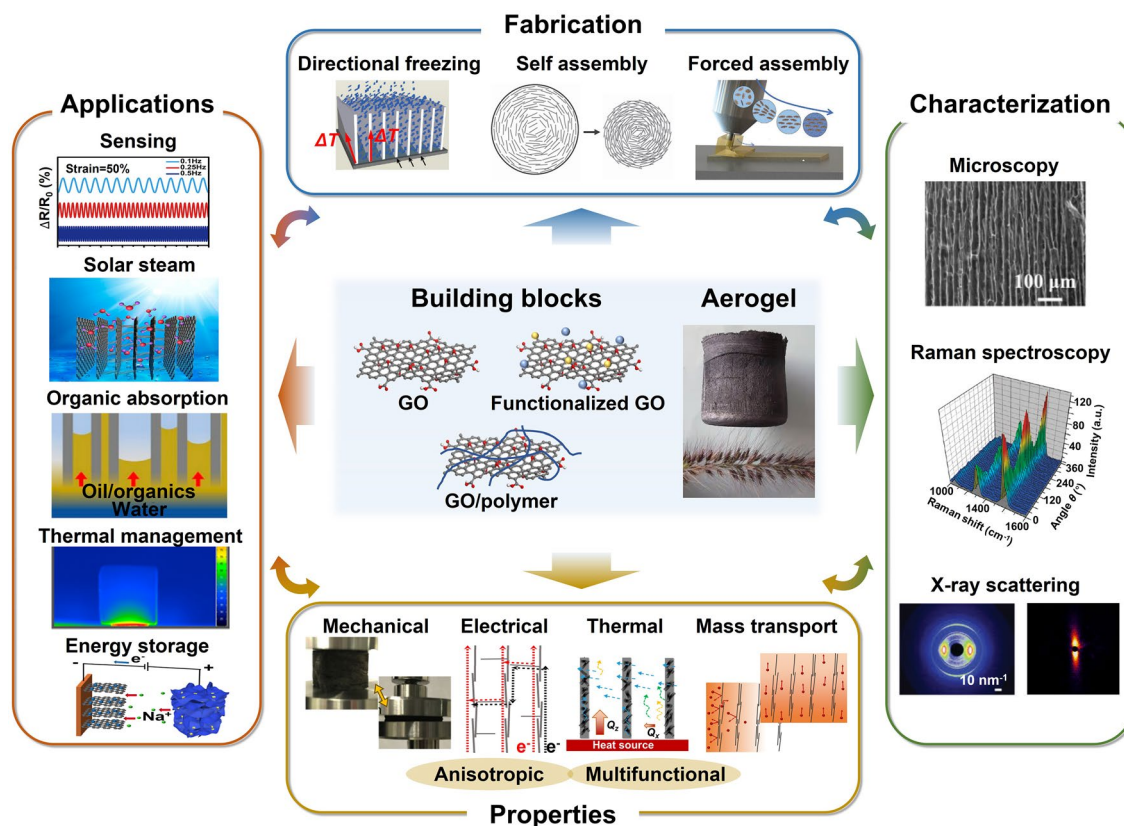 Fabrication
Directional freezing
Self assembly
Forced assembly
ΔT
ΔT
Applications
Sensing
Strain=50%
0.1Hz
0.25Hz
0.5Hz
ΔR/R₀ (%)
Solar steam
Organic absorption
Oil/organics
Water
Thermal management
Energy storage
-
e⁻
+
Na⁺
Building blocks
GO
Functionalized GO
GO/polymer
Aerogel
Characterization
Microscopy
100 μm
Raman spectroscopy
120
80
40
0
Intensity (a.u.)
360
240
120
0
Angle θ (°)
1000
1400
1600
Raman shift (cm⁻¹)
X-ray scattering
10 nm⁻¹
Mechanical
Electrical
Thermal
Mass transport
e⁻
e⁻
Qz
Qx
Heat source
Anisotropic
Multifunctional
Properties